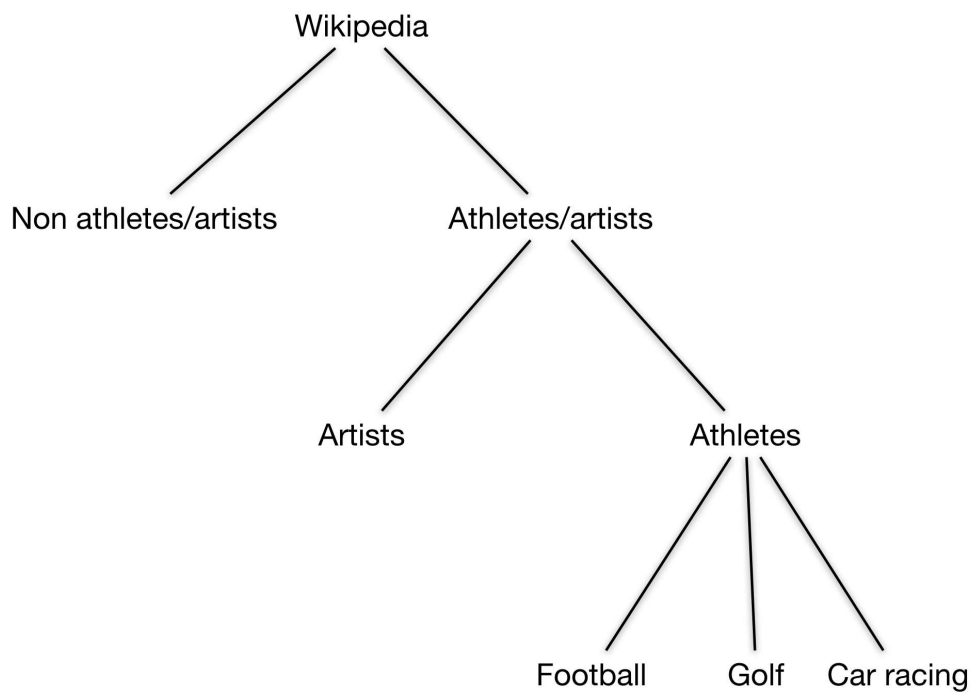 Wikipedia
Non athletes/artists
Athletes/artists
Artists
Athletes
Football
Golf
Car racing